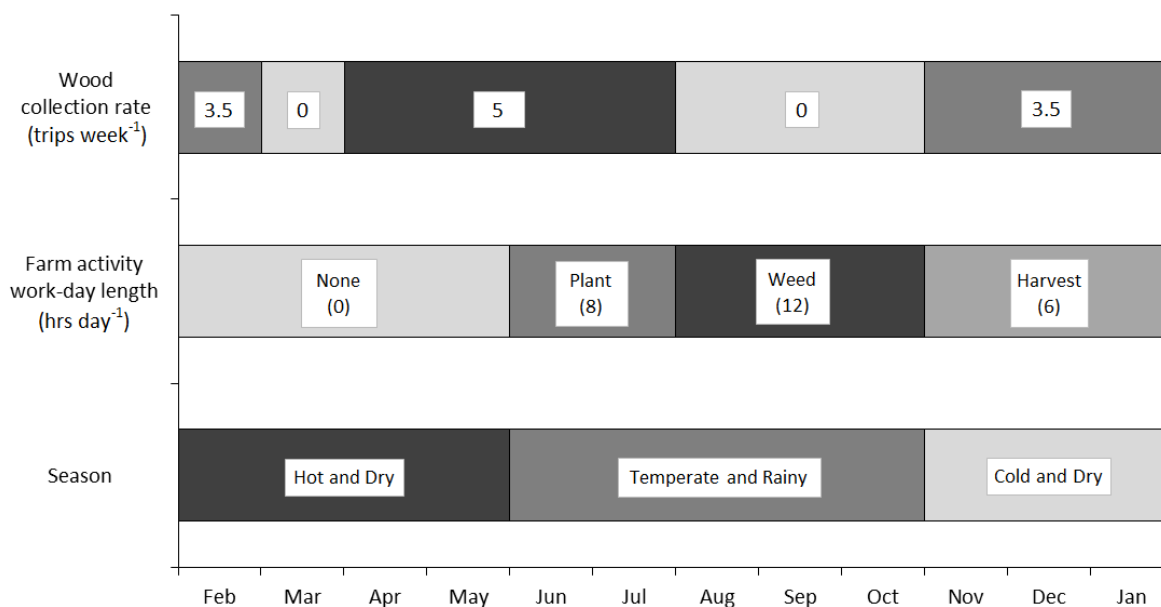 Wood
collection rate
(trips week⁻¹)
3.5
0
5
0
3.5
Farm activity
work-day length
(hrs day⁻¹)
None
(0)
Plant
(8)
Weed
(12)
Harvest
(6)
Season
Hot and Dry
Temperate and Rainy
Cold and Dry
Feb Mar Apr May Jun Jul Aug Sep Oct Nov Dec Jan